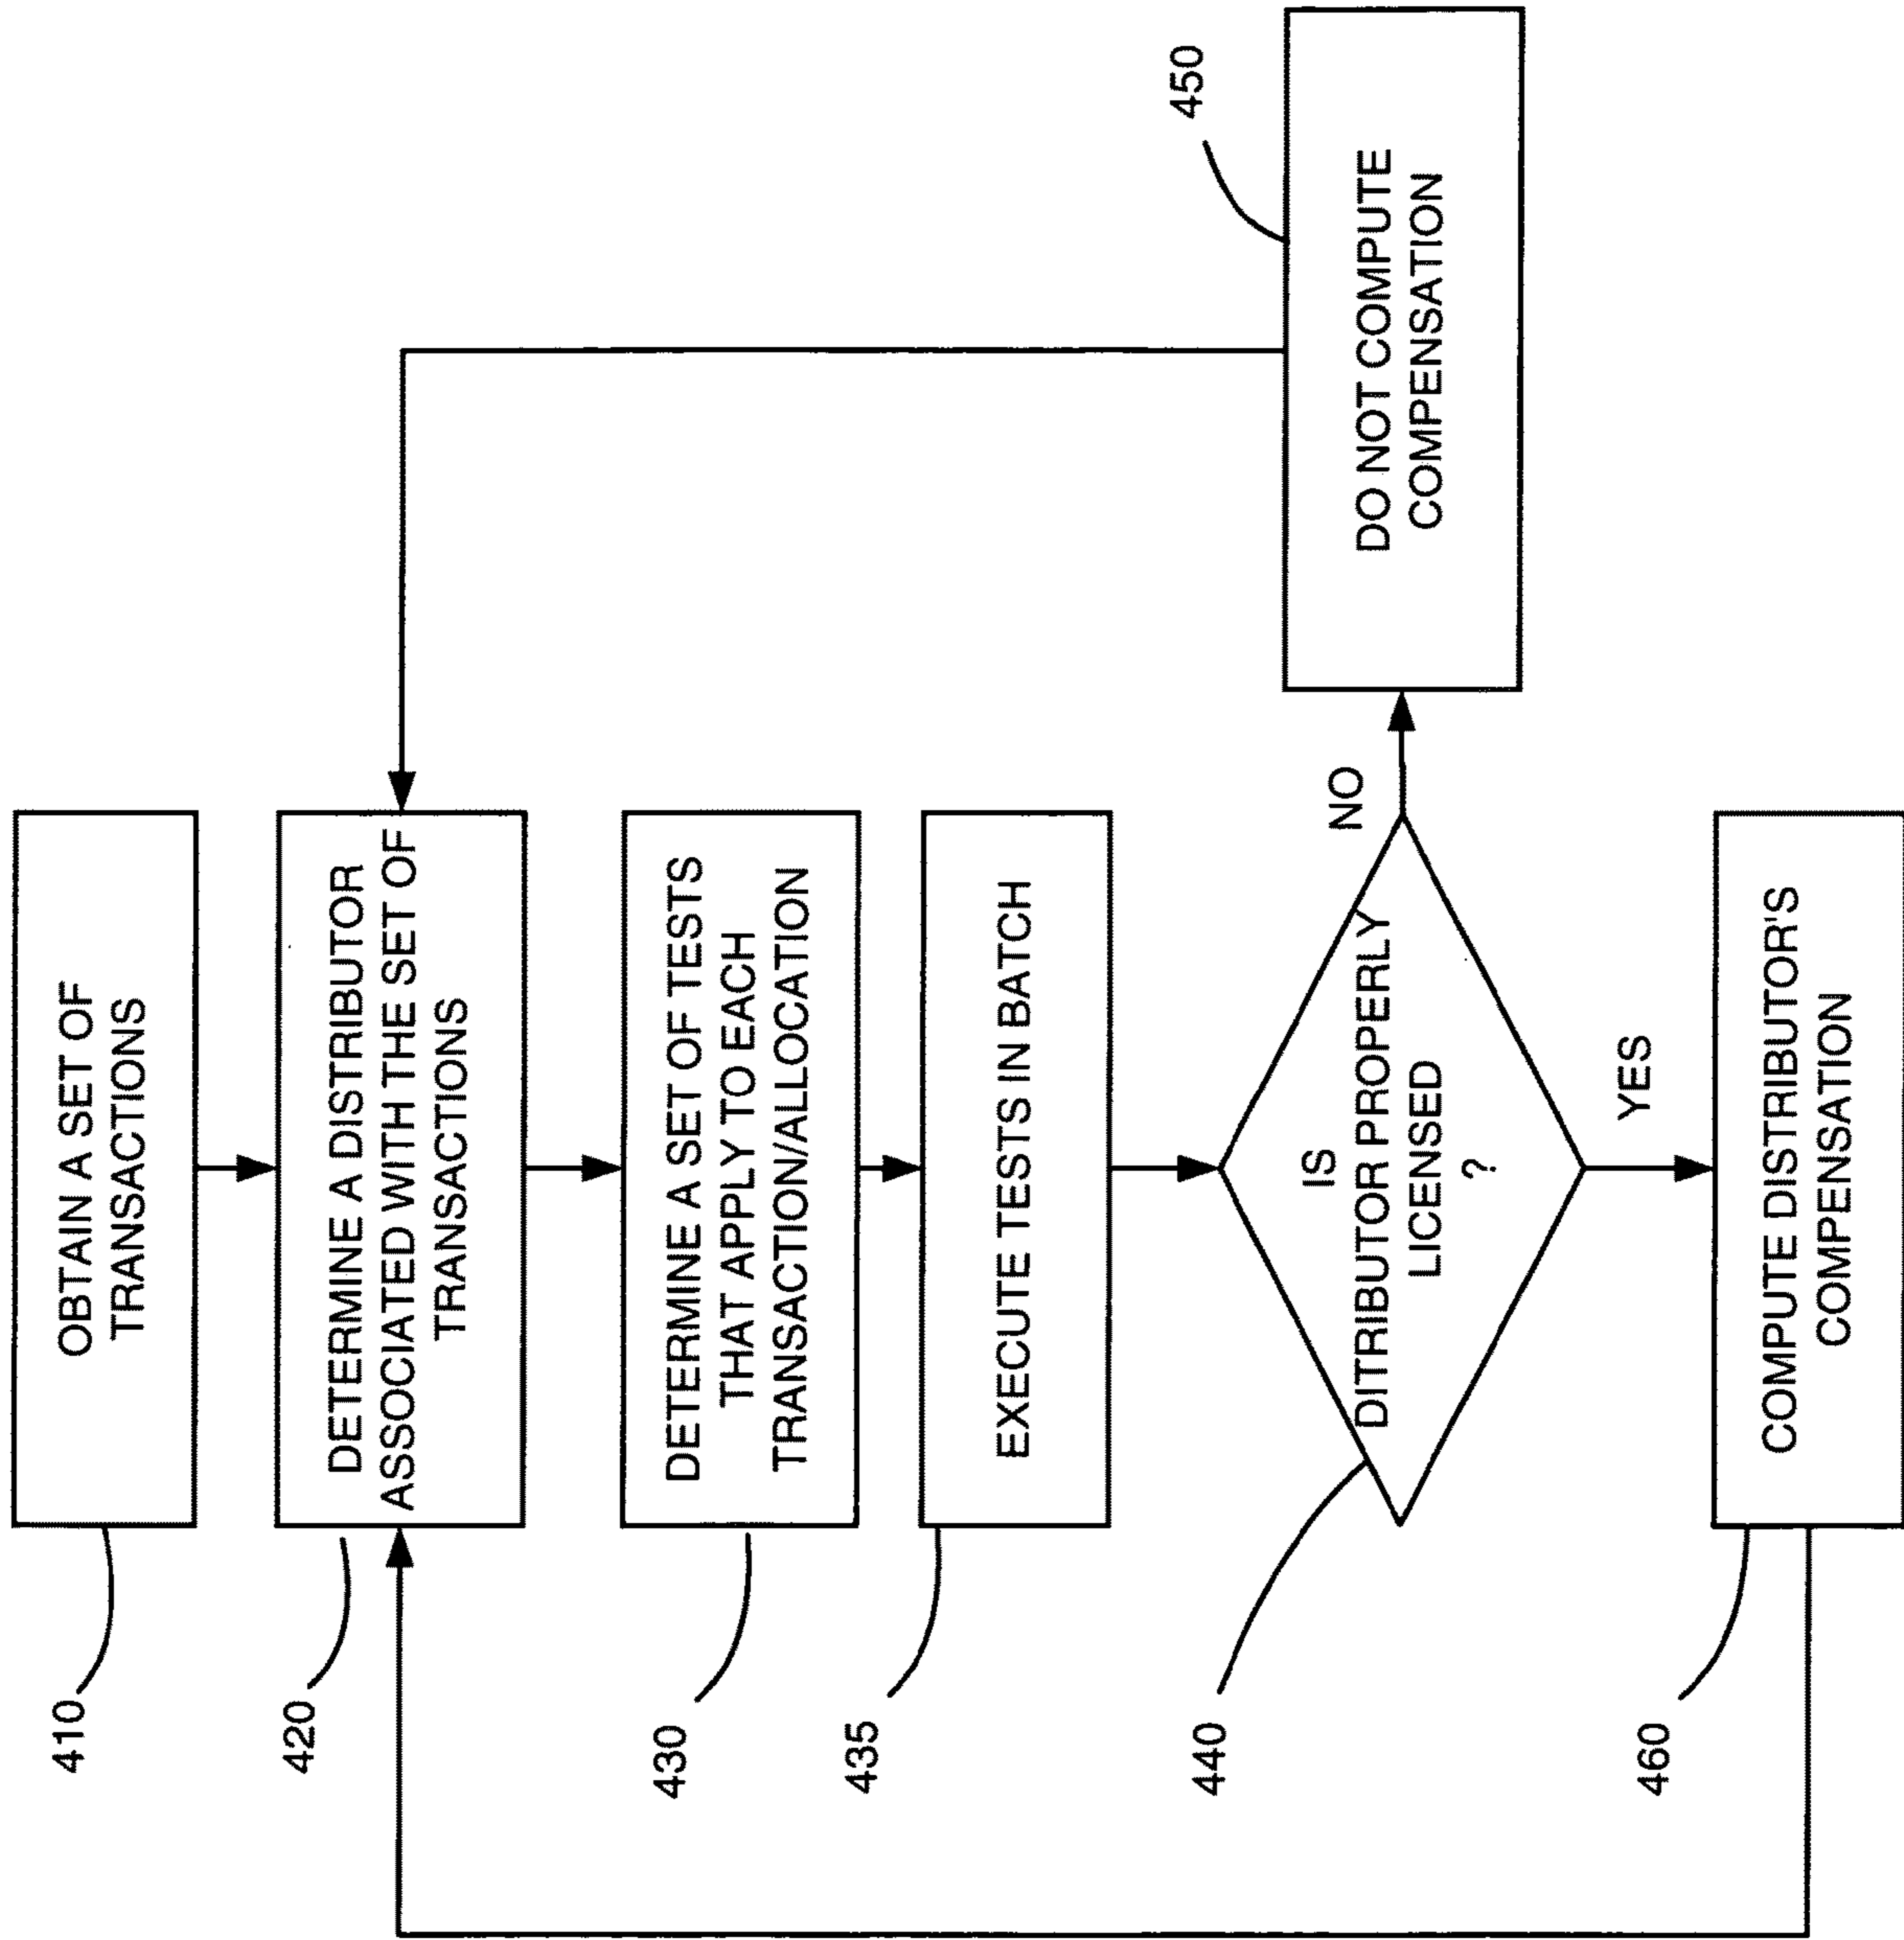 410
OBTAIN A SET OF
TRANSACTIONS
420
DETERMINE A DISTRIBUTOR
ASSOCIATED WITH THE SET OF
TRANSACTIONS
430
DETERMINE A SET OF TESTS
THAT APPLY TO EACH
TRANSACTION/ALLOCATION
435
EXECUTE TESTS IN BATCH
440
IS
DITRIBUTOR PROPERLY
LICENSED
?
NO
450
DO NOT COMPUTE
COMPENSATION
YES
460
COMPUTE DISTRIBUTOR'S
COMPENSATION